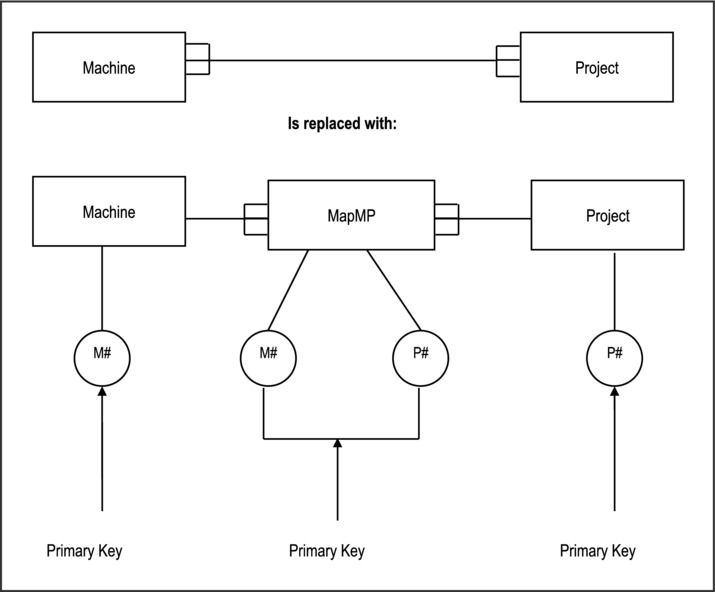 Machine
Project
Is replaced with:
Machine
MapMP
Project
M#
M#
P#
P#
Primary Key
Primary Key
Primary Key